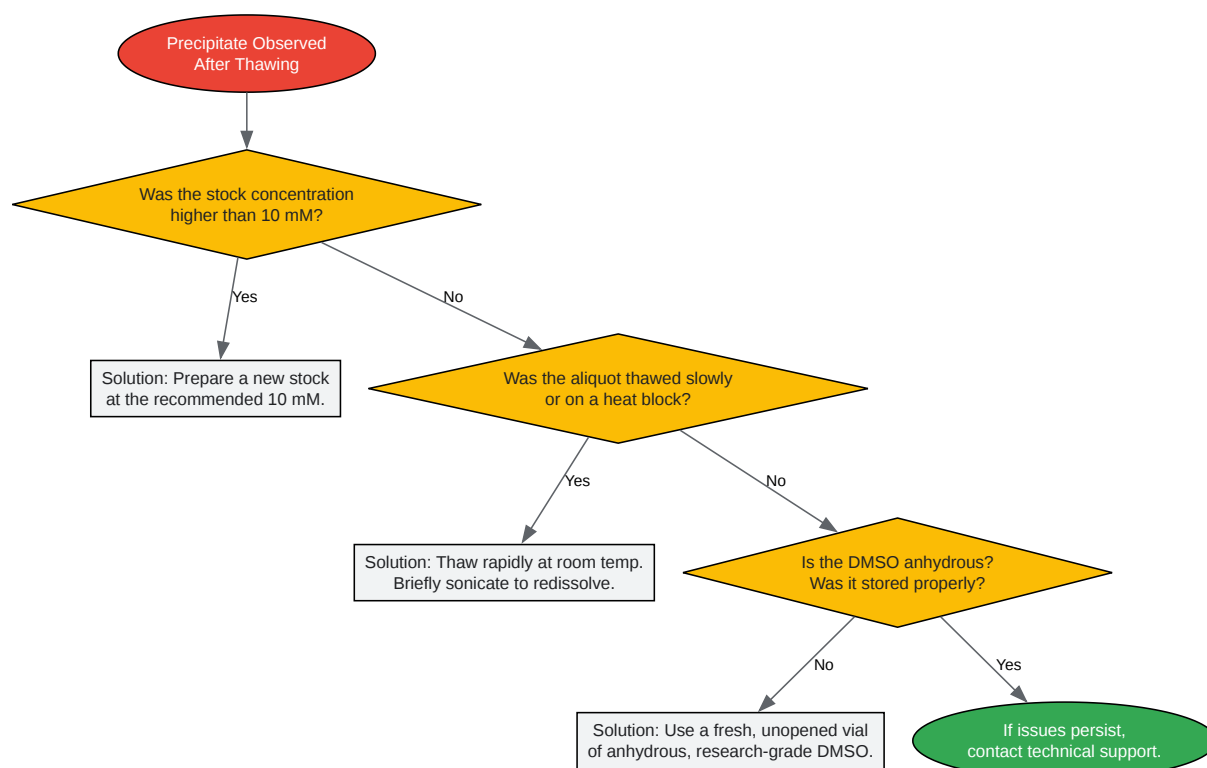 Precipitate Observed
After Thawing
Was the stock concentration
higher than 10 mM?
Yes
No
Solution: Prepare a new stock
at the recommended 10 mM.
Was the aliquot thawed slowly
or on a heat block?
Yes
No
Solution: Thaw rapidly at room temp.
Briefly sonicate to redissolve.
Is the DMSO anhydrous?
Was it stored properly?
No
Yes
Solution: Use a fresh, unopened vial
of anhydrous, research-grade DMSO.
If issues persist,
contact technical support.